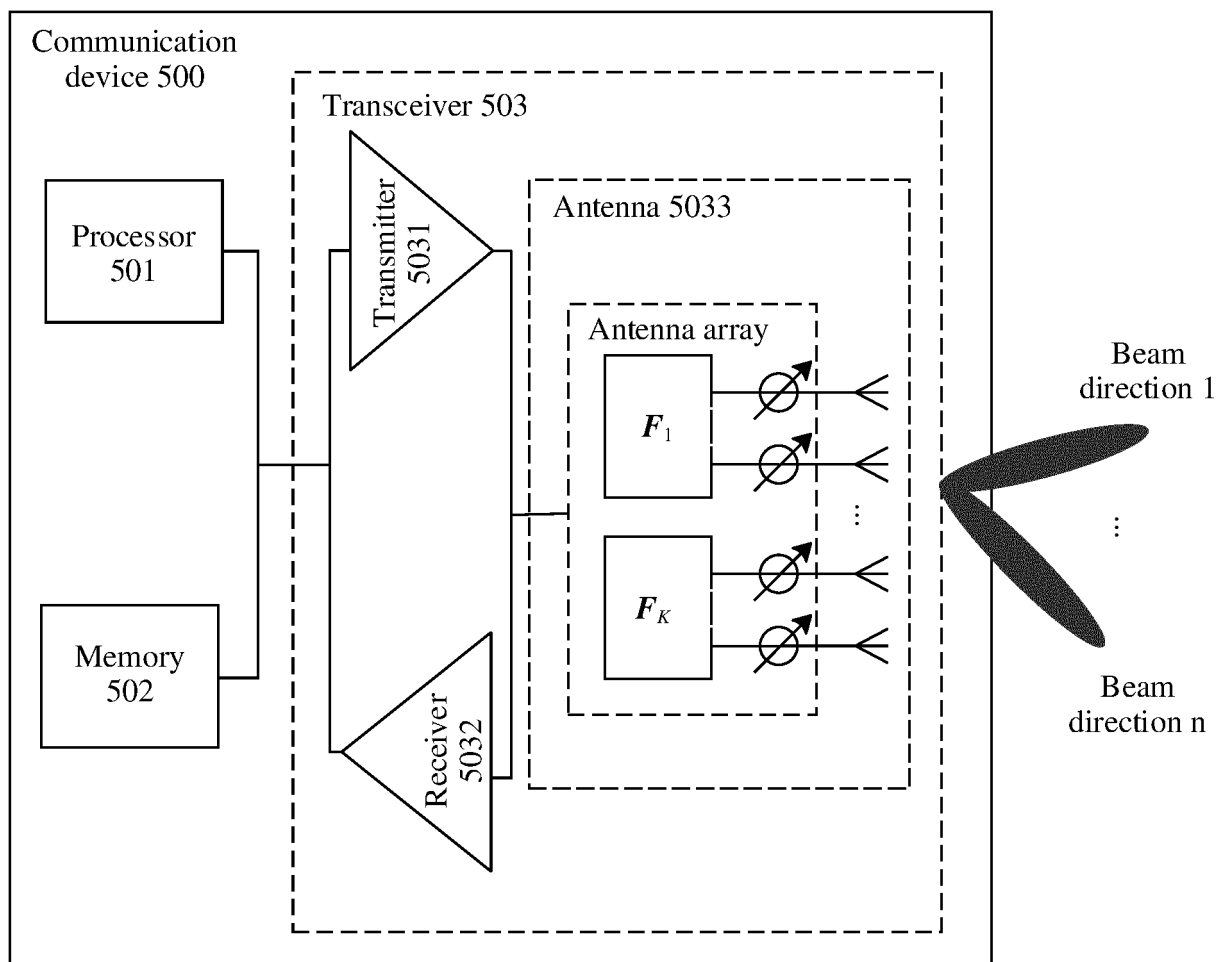 Communication
device 500
Transceiver 503
Processor
501
Transmitter
5031
Antenna 5033
Antenna array
F1
...
FK
Memory
502
Receiver
5032
Beam
direction 1
...
Beam
direction n